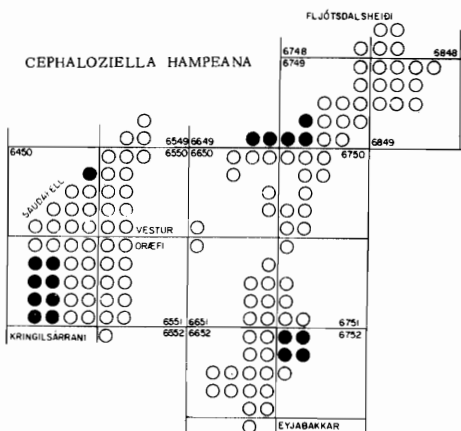 FLJÓTSDALSHEIÐI
CEPHALOZIELLA HAMPEANA
6748 6848
6749
6549 6649
6450 6550 6650 6750 6849
SAUÐAFELL
VESTUR
ÖRÆFI
6551 6651 6751
KRINGILSÁRRANI 6552 6652 6752
EYJABAKKAR